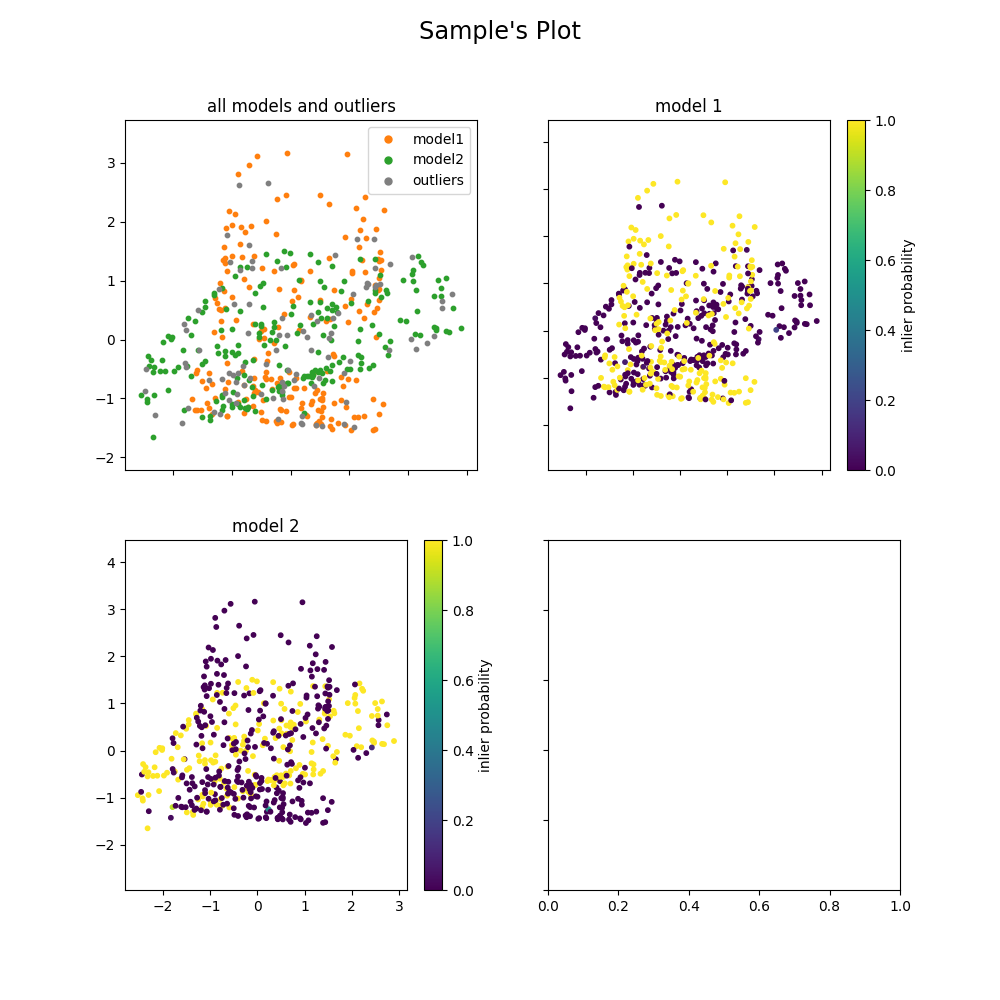 Sample's Plot
all models and outliers
model1
model2
outliers
3
2
1
0
−1
−2
model 1
1.0
0.8
0.6
0.4
0.2
0.0
inlier probability
model 2
4
3
2
1
0
−1
−2
−2 −1 0 1 2 3
1.0
0.8
0.6
0.4
0.2
0.0
inlier probability
0.0 0.2 0.4 0.6 0.8 1.0